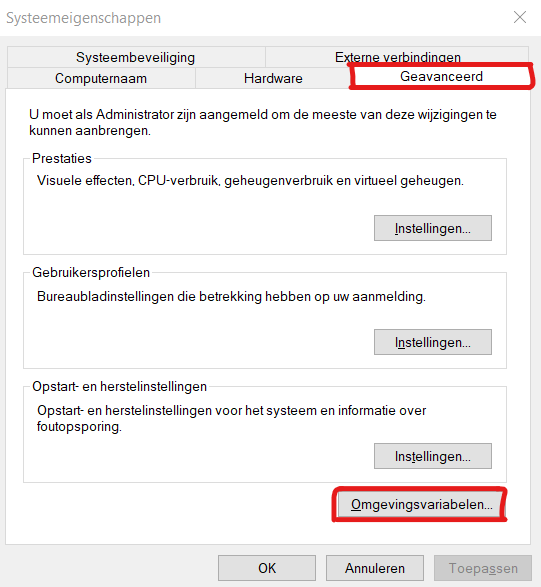 Systeemeigenschappen
Systeembeveiliging
Externe verbindingen
Computernaam
Hardware
Geavanceerd
U moet als Administrator zijn aangemeld om de meeste van deze wijzigingen te
kunnen aanbrengen.
Prestaties
Visuele effecten, CPU-verbruik, geheugenverbruik en virtueel geheugen.
Instellingen...
Gebruikersprofielen
Bureaubladinstellingen die betrekking hebben op uw aanmelding.
Instellingen...
Opstart- en herstelinstellingen
Opstart- en herstelinstellingen voor het systeem en informatie over
foutopsporing.
Instellingen...
Omgevingsvariabelen...
OK
Annuleren
Toepassen